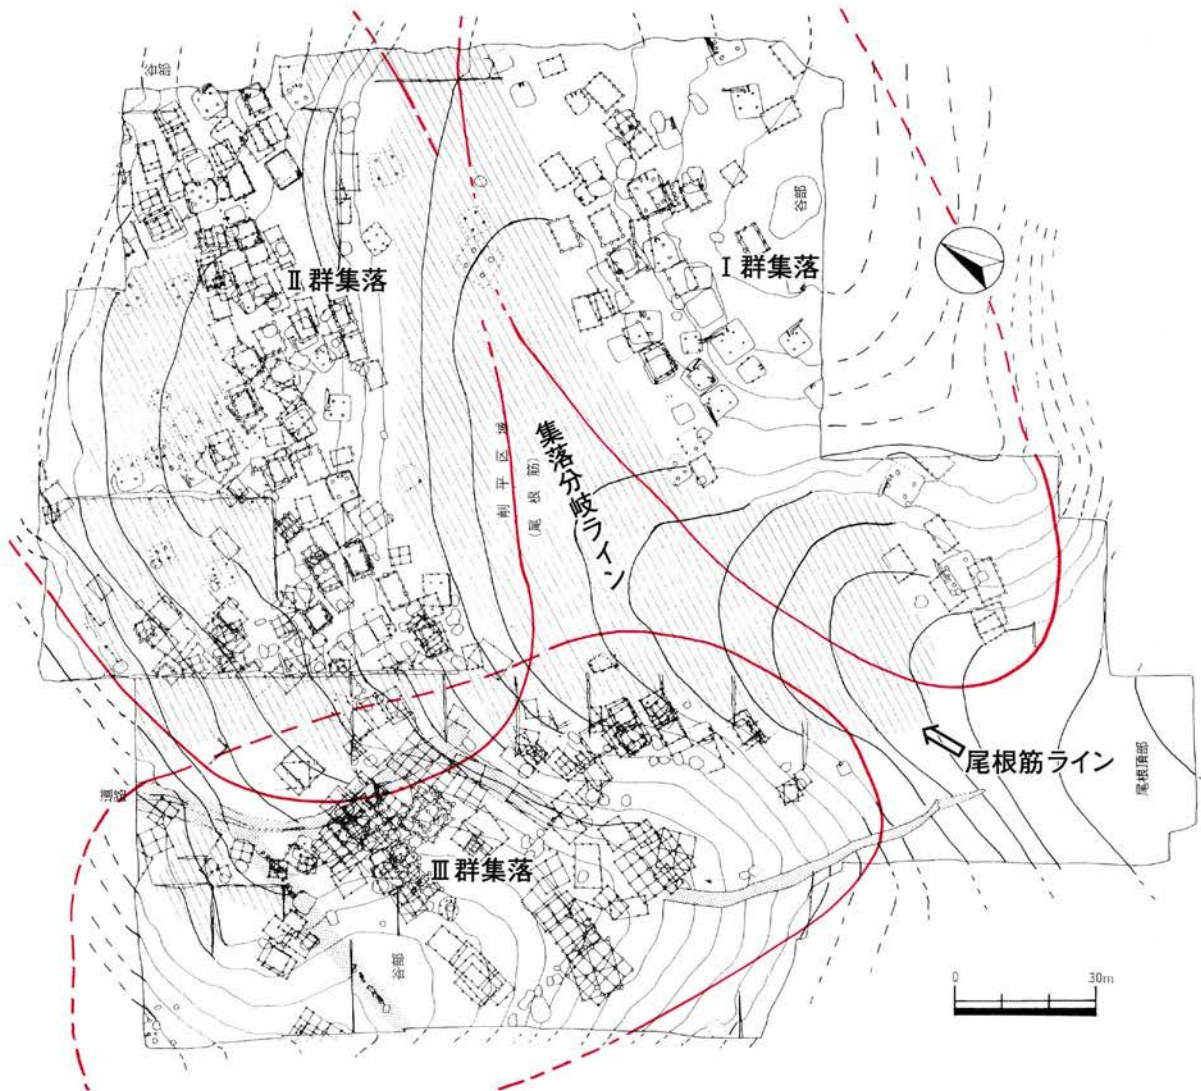 谷部
Ⅱ群集落
Ⅰ群集落
谷部
集落分岐ライン
削平区域
(尾根筋)
尾根筋ライン
尾根頂部
道路
Ⅲ群集落
谷部
0 30m